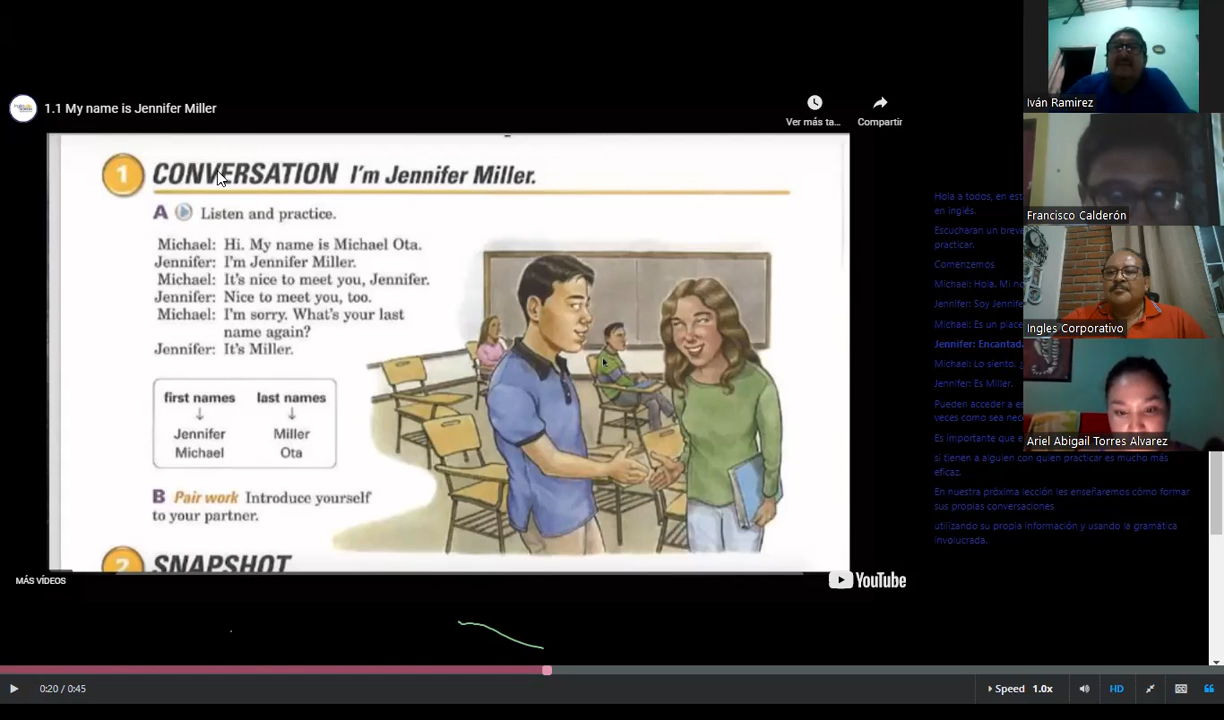 1.1 My name is Jennifer Miller
Ver más ta...
Compartir
1
CONVERSATION I'm Jennifer Miller.
A Listen and practice.
Michael: Hi. My name is Michael Ota.
Jennifer: I'm Jennifer Miller.
Michael: It's nice to meet you, Jennifer.
Jennifer: Nice to meet you, too.
Michael: I'm sorry. What's your last
name again?
Jennifer: It's Miller.
first names last names
Jennifer Miller
Michael Ota
B Pair work Introduce yourself
to your partner.
2
SNAPSHOT
MÁS VÍDEOS
YouTube
Hola a todos, en est
en inglés.
Escucharan un breve
practicar.
Comenzemos
Michael: Hola. Mi no
Jennifer: Soy Jennife
Michael: Es un place
Jennifer: Encantada
Michael: Lo siento. ¿
Jennifer: Es Miller.
Pueden acceder a es
veces como sea nec
Es importante que e
si tienen a alguien con quien practicar es mucho más
eficaz.
En nuestra próxima lección les enseñaremos cómo formar
sus propias conversaciones
utilizando su propia información y usando la gramática
involucrada.
Iván Ramirez
Francisco Calderón
Ingles Corporativo
Ariel Abigail Torres Alvarez
0:20 / 0:45
Speed 1.0x
HD